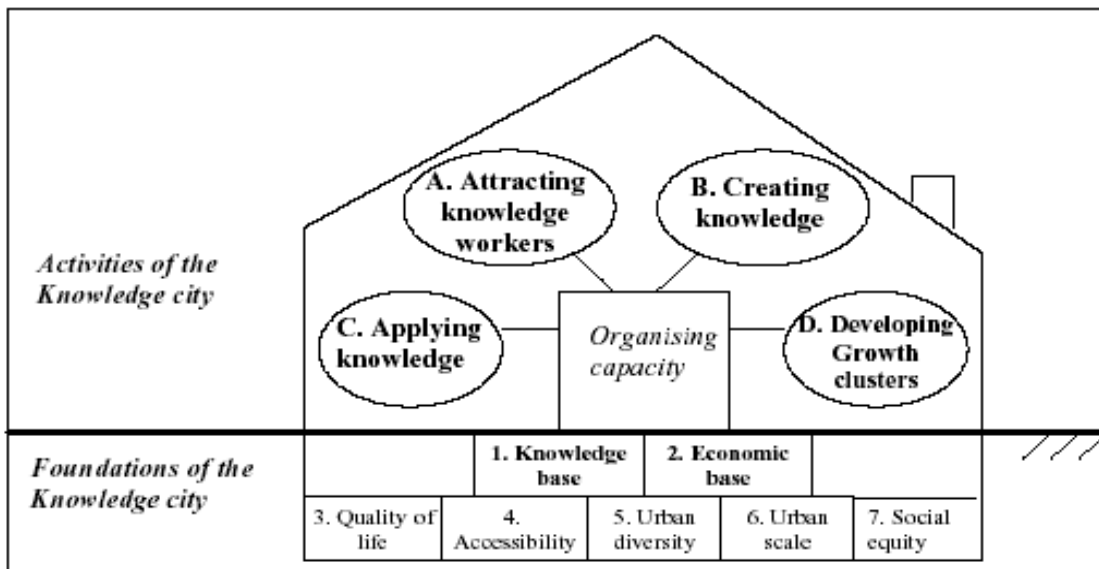 A. Attracting
knowledge
workers
B. Creating
knowledge
Activities of the
Knowledge city
C. Applying
knowledge
Organising
capacity
D. Developing
Growth
clusters
Foundations of the
Knowledge city
1. Knowledge
base
2. Economic
base
3. Quality of
life
4.
Accessibility
5. Urban
diversity
6. Urban
scale
7. Social
equity